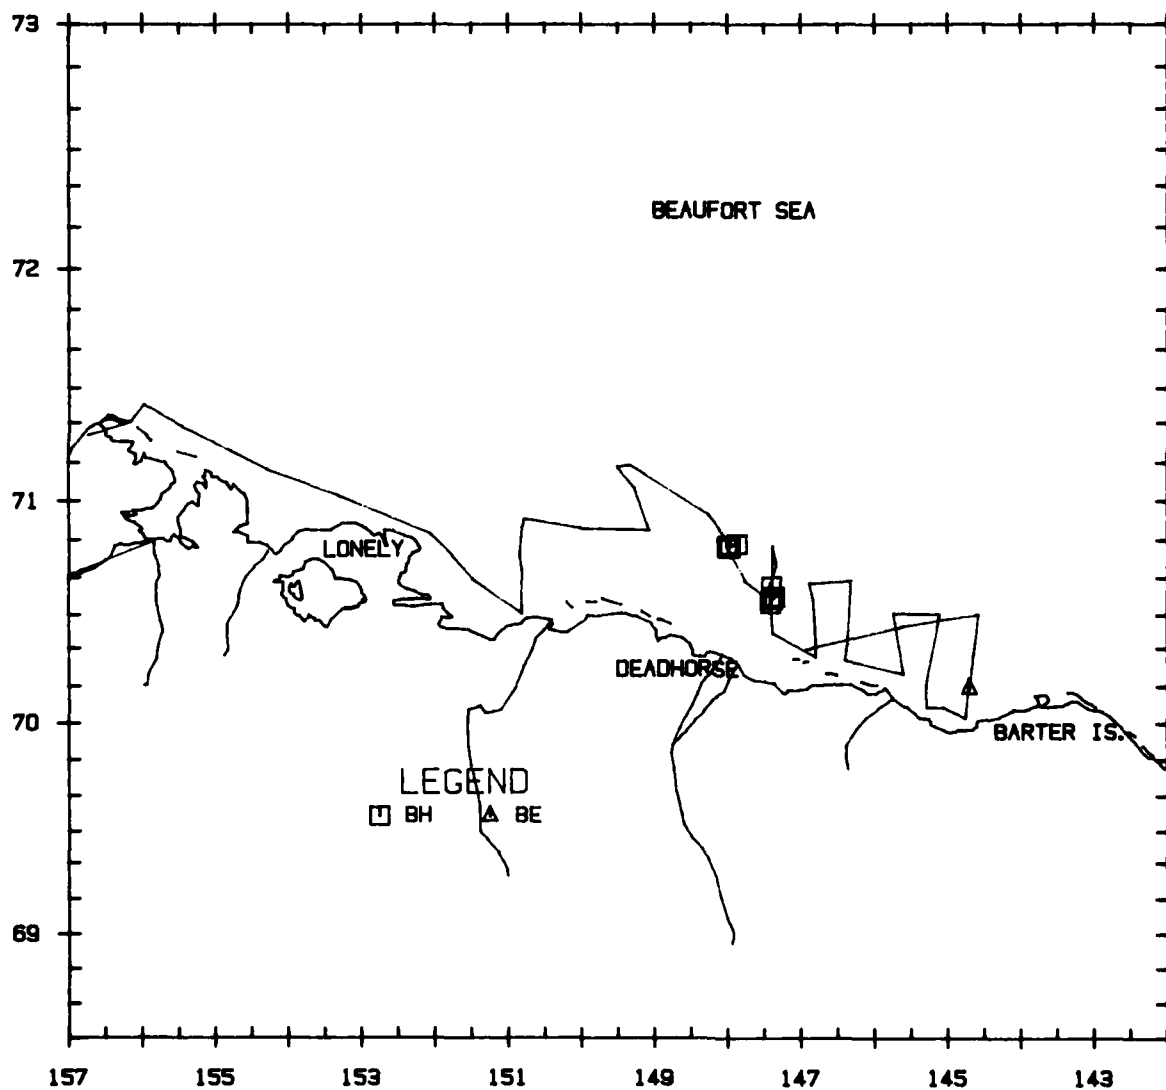 73
BEAUFORT SEA
72
71
LONELY
DEADHORSE
70
BARTER IS.
LEGEND
BH BE
69
157 155 153 151 149 147 145 143